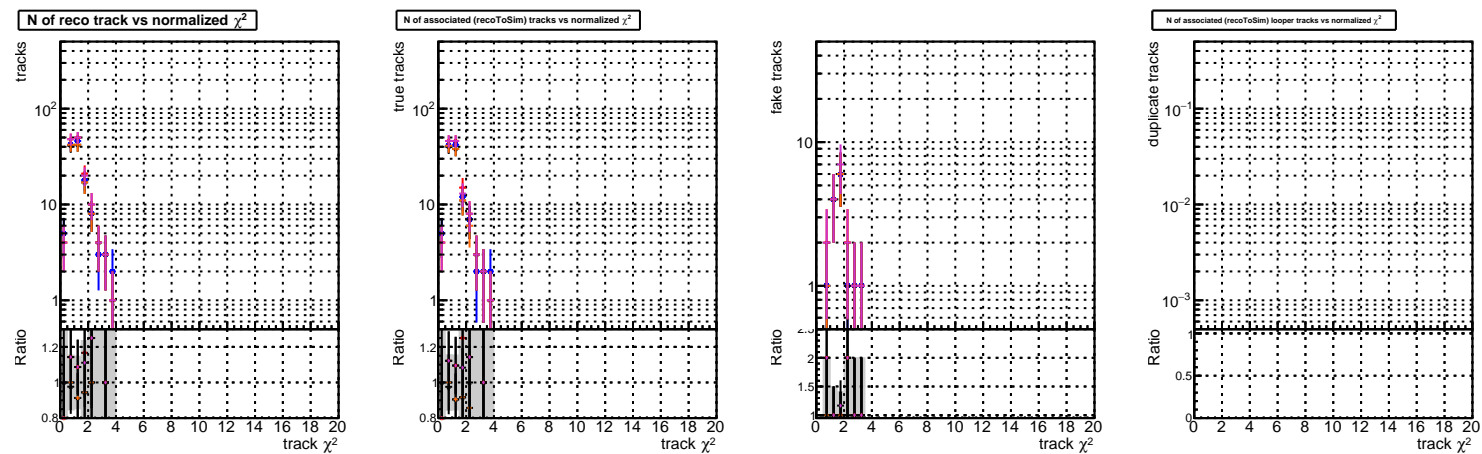 N of reco track vs normalized χ²
tracks
10²
10
1
Ratio
1.2
1
0.8
0 2 4 6 8 10 12 14 16 18 20
track χ²
N of associated (recoToSim) tracks vs normalized χ²
true tracks
10²
10
1
Ratio
1.2
1
0.8
0 2 4 6 8 10 12 14 16 18 20
track χ²
fake tracks
10
1
Ratio
2.5
2
1.5
1
0 2 4 6 8 10 12 14 16 18 20
track χ²
N of associated (recoToSim) looper tracks vs normalized χ²
duplicate tracks
10⁻¹
10⁻²
10⁻³
Ratio
1
0.5
0
0 2 4 6 8 10 12 14 16 18 20
track χ²